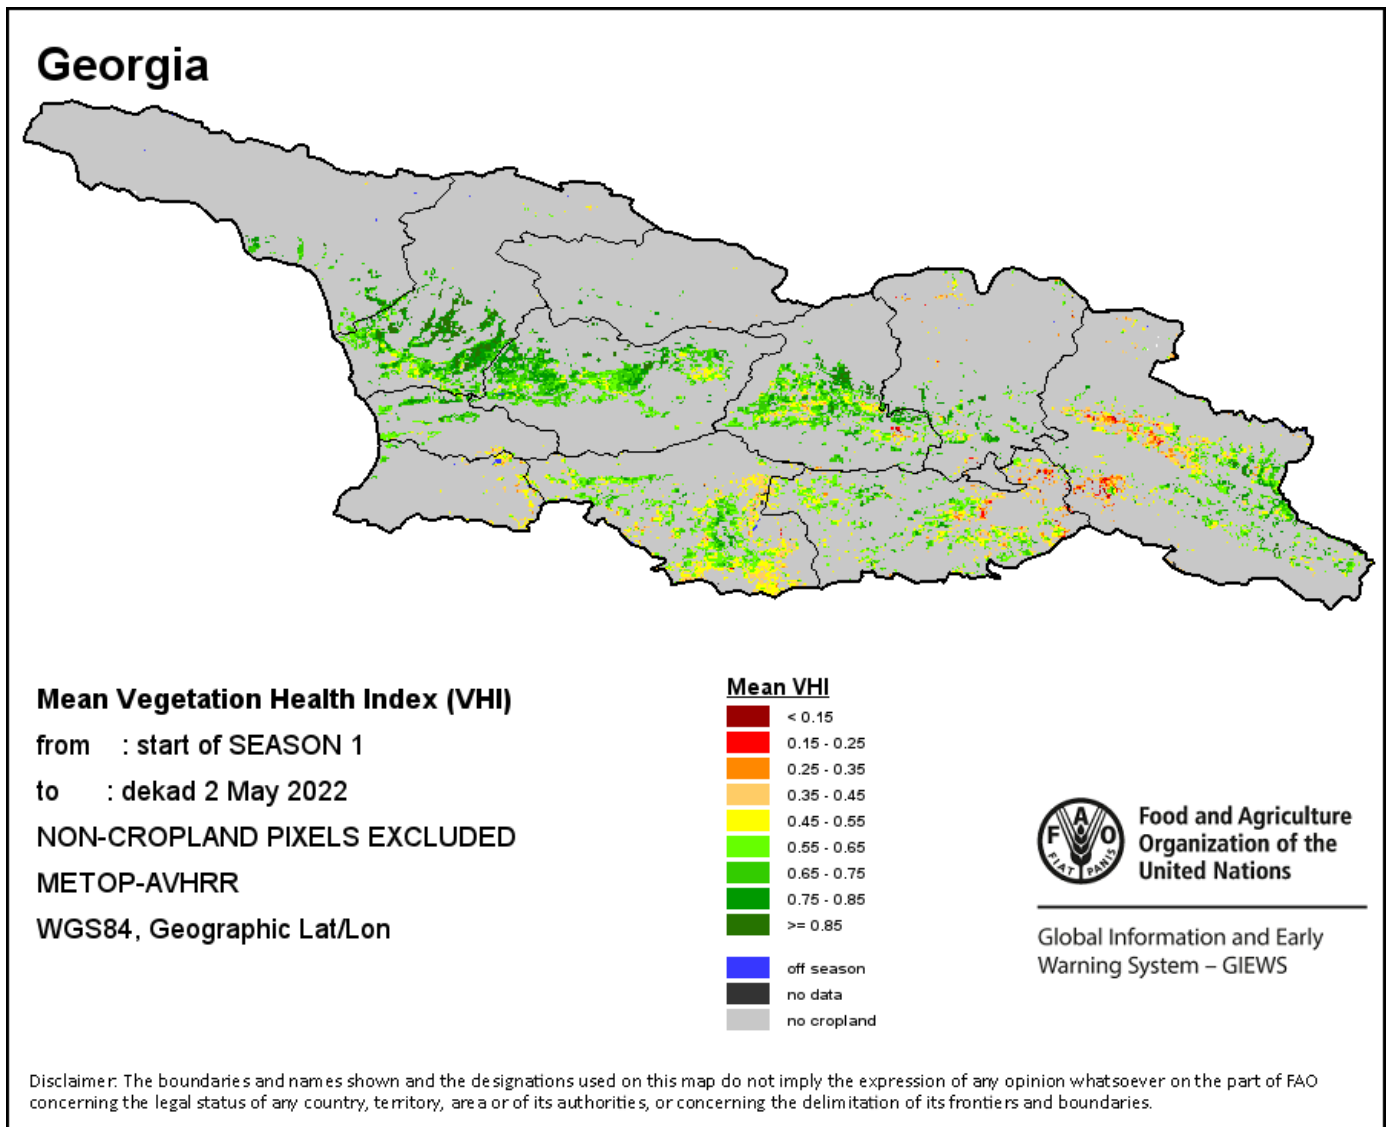 Georgia
Mean Vegetation Health Index (VHI)
from : start of SEASON 1
to : dekad 2 May 2022
NON-CROPLAND PIXELS EXCLUDED
METOP-AVHRR
WGS84, Geographic Lat/Lon
Mean VHI
< 0.15
0.15 - 0.25
0.25 - 0.35
0.35 - 0.45
0.45 - 0.55
0.55 - 0.65
0.65 - 0.75
0.75 - 0.85
>= 0.85
off season
no data
no cropland
F A O
FIAT PANIS
Food and Agriculture
Organization of the
United Nations
Global Information and Early
Warning System – GIEWS
Disclaimer: The boundaries and names shown and the designations used on this map do not imply the expression of any opinion whatsoever on the part of FAO
concerning the legal status of any country, territory, area or of its authorities, or concerning the delimitation of its frontiers and boundaries.